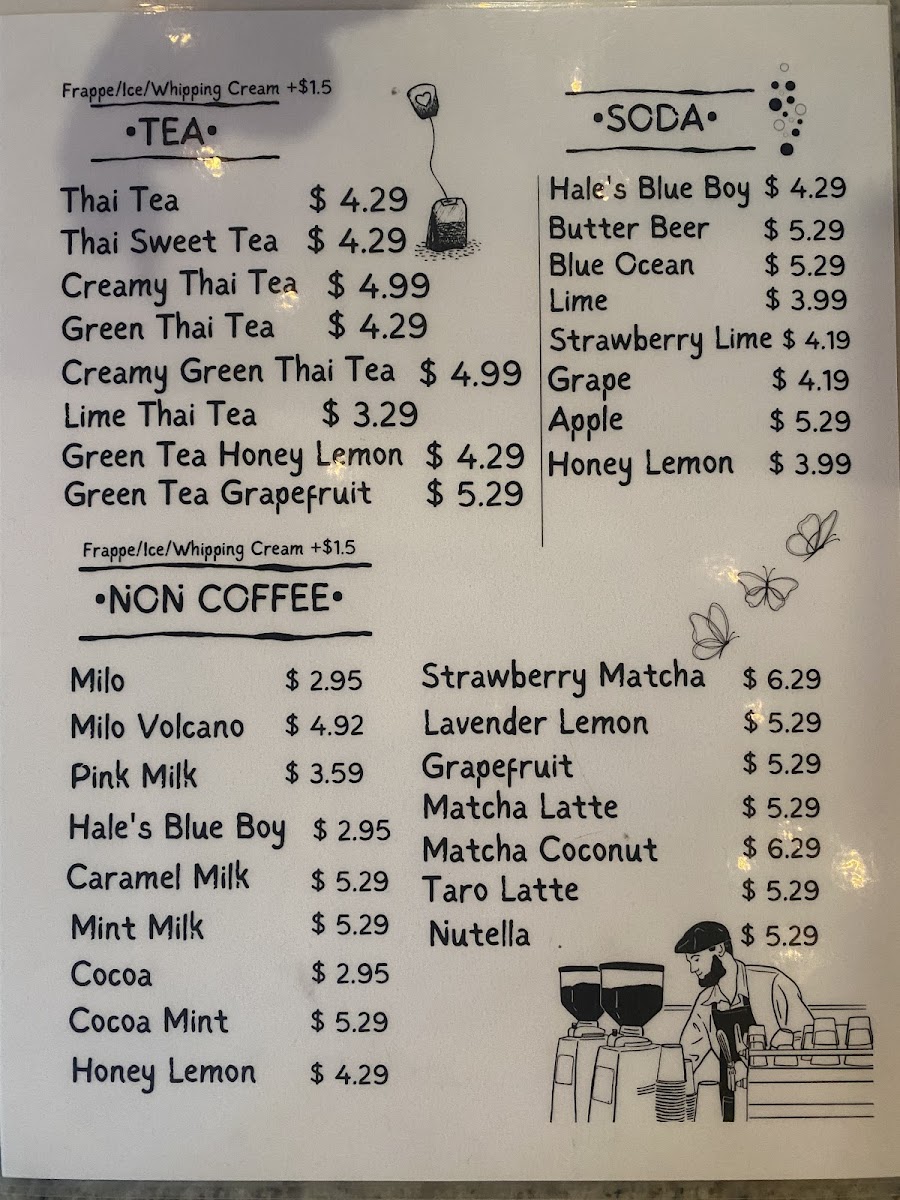 Frappe/Ice/Whipping Cream +$1.5
•TEA•
Thai Tea $ 4.29
Thai Sweet Tea $ 4.29
Creamy Thai Tea $ 4.99
Green Thai Tea $ 4.29
Creamy Green Thai Tea $ 4.99
Lime Thai Tea $ 3.29
Green Tea Honey Lemon $ 4.29
Green Tea Grapefruit $ 5.29
•SODA•
Hale's Blue Boy $ 4.29
Butter Beer $ 5.29
Blue Ocean $ 5.29
Lime $ 3.99
Strawberry Lime $ 4.19
Grape $ 4.19
Apple $ 5.29
Honey Lemon $ 3.99
Frappe/Ice/Whipping Cream +$1.5
•NON COFFEE•
Milo $ 2.95
Milo Volcano $ 4.92
Pink Milk $ 3.59
Hale's Blue Boy $ 2.95
Caramel Milk $ 5.29
Mint Milk $ 5.29
Cocoa $ 2.95
Cocoa Mint $ 5.29
Honey Lemon $ 4.29
Strawberry Matcha $ 6.29
Lavender Lemon $ 5.29
Grapefruit $ 5.29
Matcha Latte $ 5.29
Matcha Coconut $ 6.29
Taro Latte $ 5.29
Nutella $ 5.29